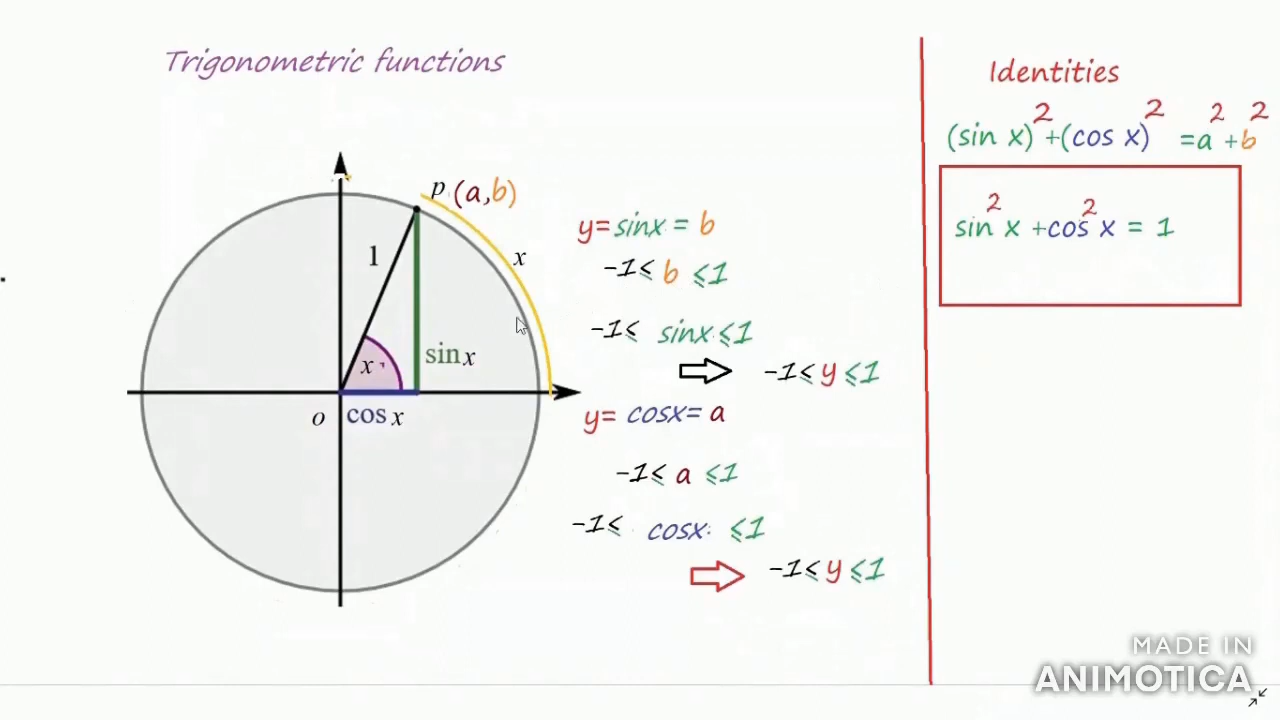 Trigonometric functions
P (a,b)
1
x
x
sin x
o
cos x
y= sinx = b
-1≤ b ≤1
-1≤ sinx ≤1
-1≤ y ≤1
y= cosx= a
-1≤ a ≤1
-1≤ cosx ≤1
-1≤ y ≤1
Identities
(sin x)²+(cos x)² =a²+b²
sin² x +cos² x = 1
MADE IN
ANIMOTICA